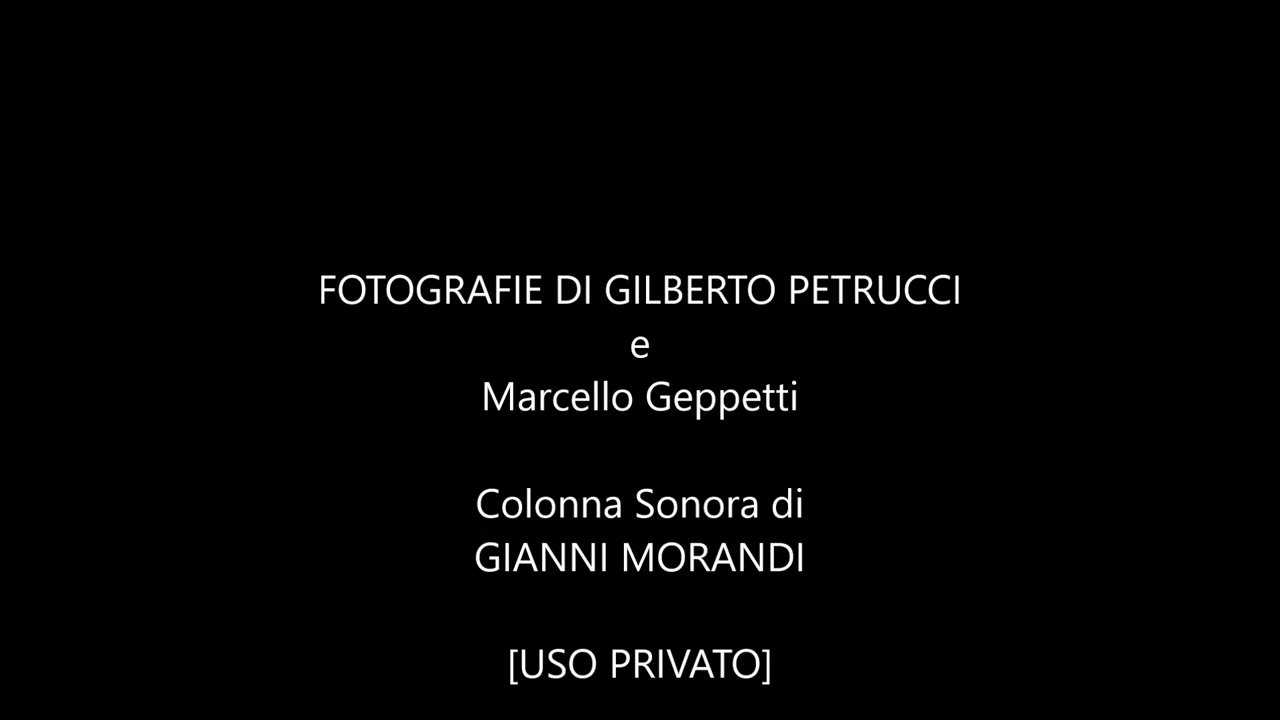 FOTOGRAFIE DI GILBERTO PETRUCCI
e
Marcello Geppetti
Colonna Sonora di
GIANNI MORANDI
[USO PRIVATO]